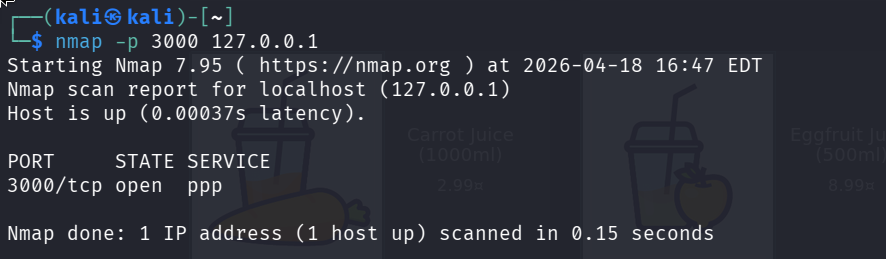 ┌──(kali㉿kali)-[~]
└─$ nmap -p 3000 127.0.0.1
Starting Nmap 7.95 ( https://nmap.org ) at 2026-04-18 16:47 EDT
Nmap scan report for localhost (127.0.0.1)
Host is up (0.00037s latency).
Carrot Juice
(1000ml)
2.99¤
Eggfruit Ju
(500ml)
8.99¤
PORT     STATE SERVICE
3000/tcp open  ppp
Nmap done: 1 IP address (1 host up) scanned in 0.15 seconds